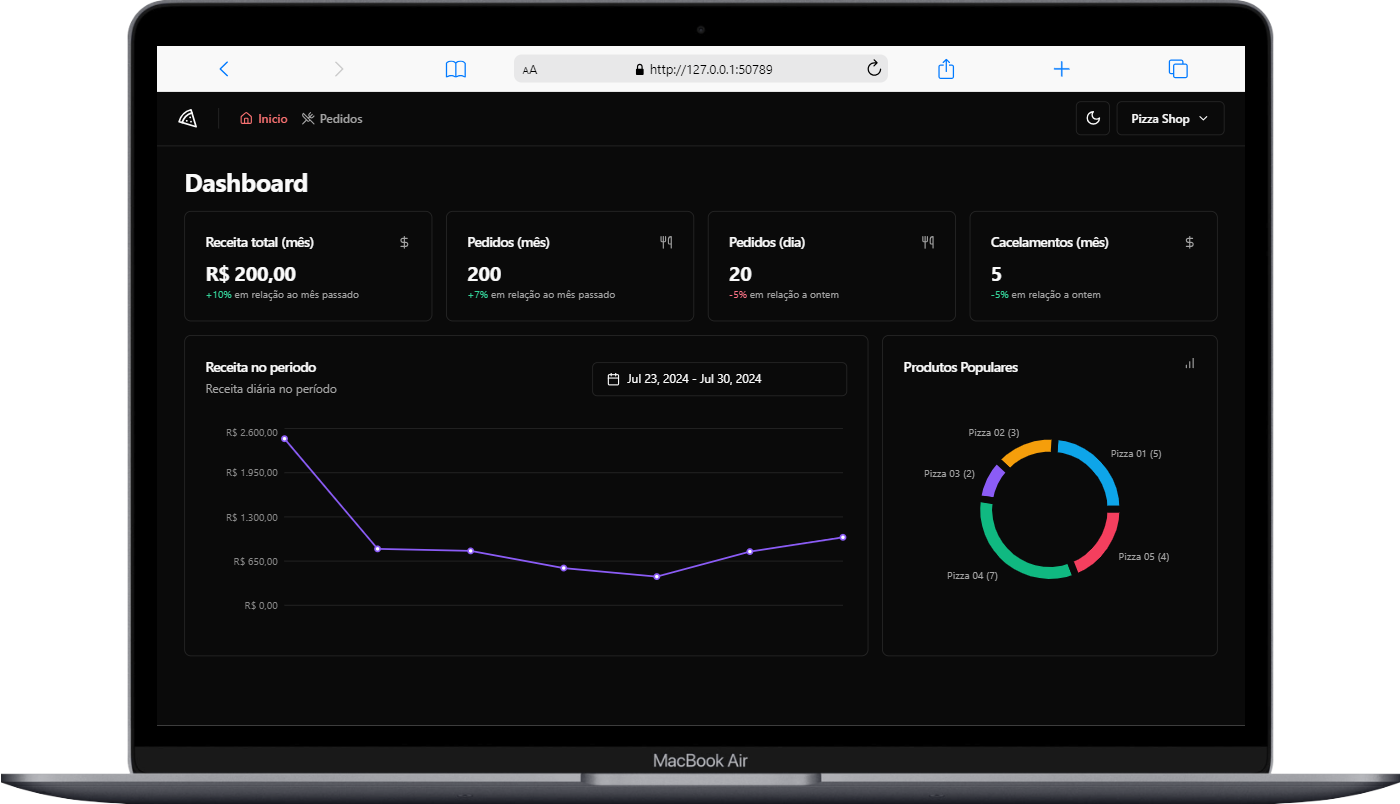 AA http://127.0.0.1:50789
Inicio Pedidos Pizza Shop
Dashboard
Receita total (mês)
R$ 200,00
+10% em relação ao mês passado
Pedidos (mês)
200
+7% em relação ao mês passado
Pedidos (dia)
20
-5% em relação a ontem
Cacelamentos (mês)
5
-5% em relação a ontem
Receita no periodo
Receita diária no período
Jul 23, 2024 - Jul 30, 2024
R$ 2.600,00
R$ 1.950,00
R$ 1.300,00
R$ 650,00
R$ 0,00
Produtos Populares
Pizza 02 (3)
Pizza 01 (5)
Pizza 03 (2)
Pizza 05 (4)
Pizza 04 (7)
MacBook Air